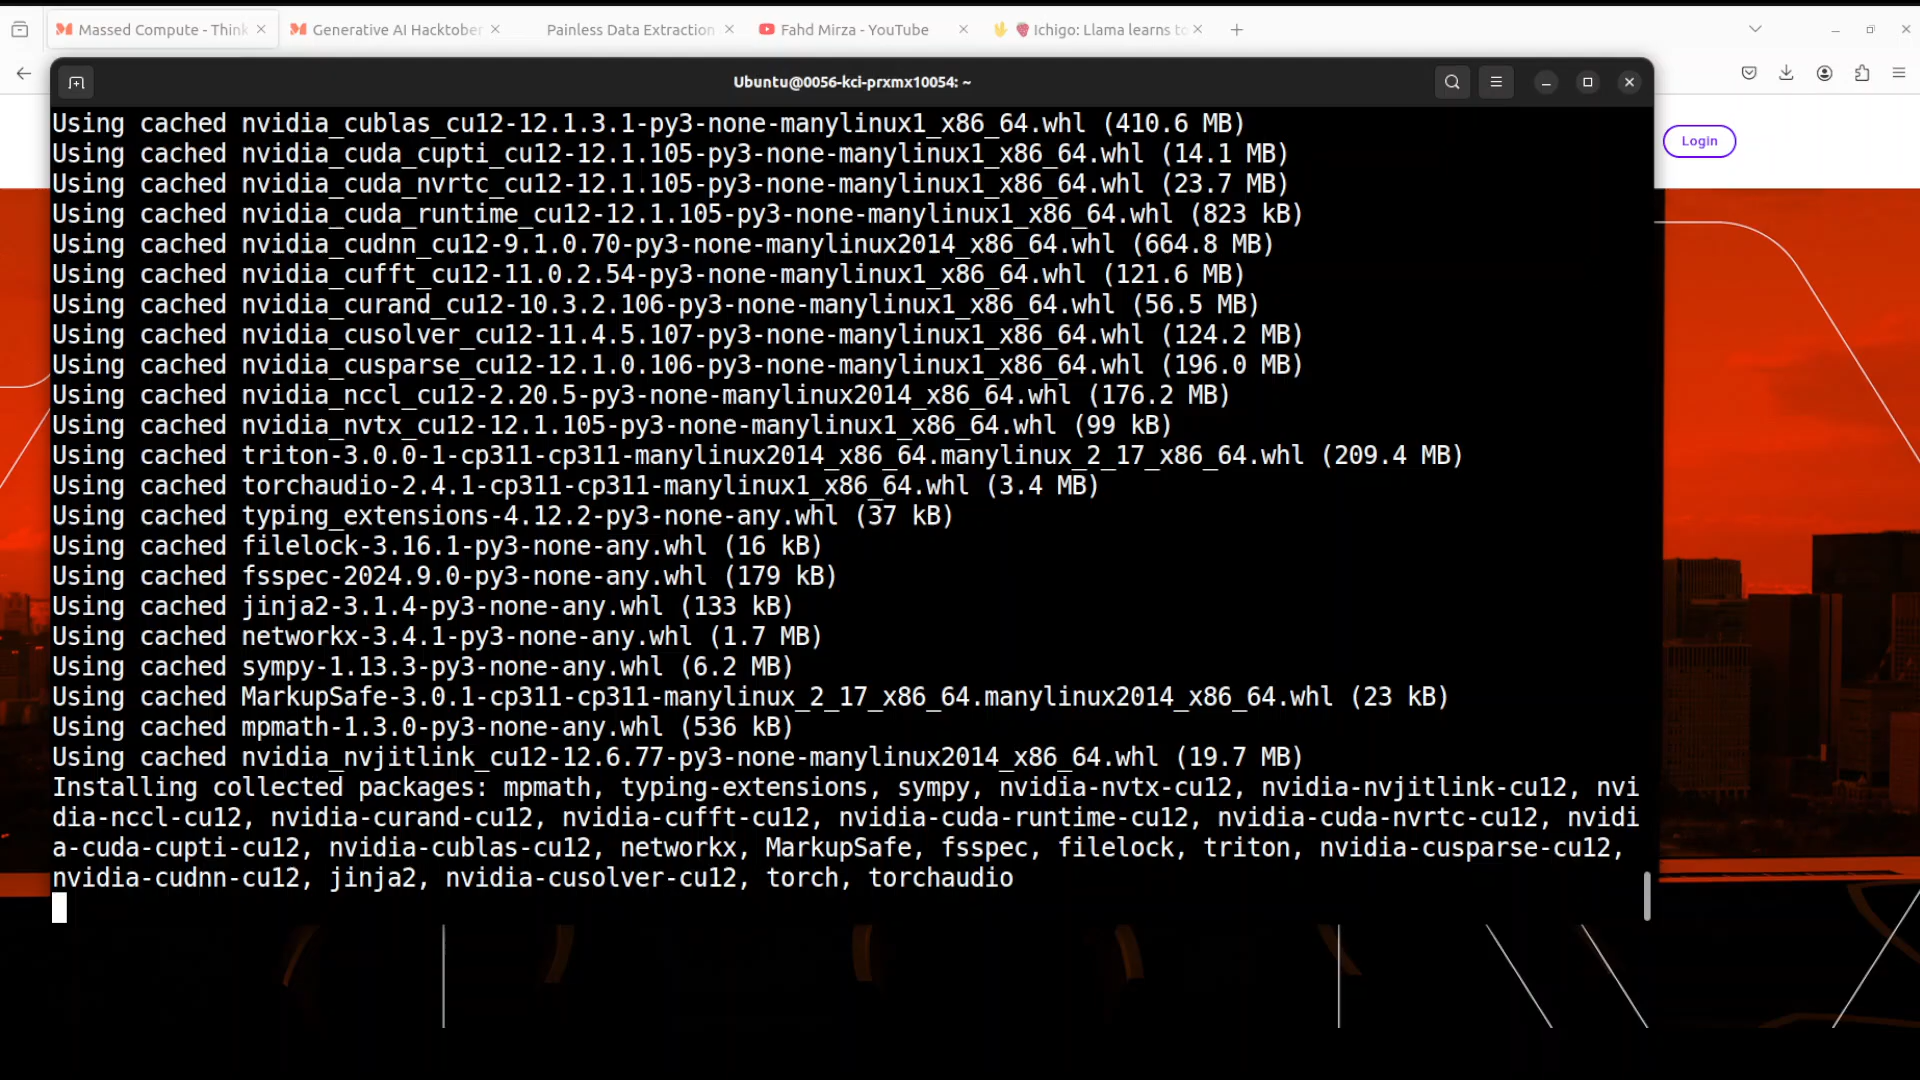 Massed Compute - Think
Generative AI Hacktober
Painless Data Extraction
Fahd Mirza - YouTube
Ichigo: Llama learns to
Ubuntu@0056-kci-prxmx10054: ~
Login
Using cached nvidia_cublas_cu12-12.1.3.1-py3-none-manylinux1_x86_64.whl (410.6 MB)
Using cached nvidia_cuda_cupti_cu12-12.1.105-py3-none-manylinux1_x86_64.whl (14.1 MB)
Using cached nvidia_cuda_nvrtc_cu12-12.1.105-py3-none-manylinux1_x86_64.whl (23.7 MB)
Using cached nvidia_cuda_runtime_cu12-12.1.105-py3-none-manylinux1_x86_64.whl (823 kB)
Using cached nvidia_cudnn_cu12-9.1.0.70-py3-none-manylinux2014_x86_64.whl (664.8 MB)
Using cached nvidia_cufft_cu12-11.0.2.54-py3-none-manylinux1_x86_64.whl (121.6 MB)
Using cached nvidia_curand_cu12-10.3.2.106-py3-none-manylinux1_x86_64.whl (56.5 MB)
Using cached nvidia_cusolver_cu12-11.4.5.107-py3-none-manylinux1_x86_64.whl (124.2 MB)
Using cached nvidia_cusparse_cu12-12.1.0.106-py3-none-manylinux1_x86_64.whl (196.0 MB)
Using cached nvidia_nccl_cu12-2.20.5-py3-none-manylinux2014_x86_64.whl (176.2 MB)
Using cached nvidia_nvtx_cu12-12.1.105-py3-none-manylinux1_x86_64.whl (99 kB)
Using cached triton-3.0.0-1-cp311-cp311-manylinux2014_x86_64.manylinux_2_17_x86_64.whl (209.4 MB)
Using cached torchaudio-2.4.1-cp311-cp311-manylinux1_x86_64.whl (3.4 MB)
Using cached typing_extensions-4.12.2-py3-none-any.whl (37 kB)
Using cached filelock-3.16.1-py3-none-any.whl (16 kB)
Using cached fsspec-2024.9.0-py3-none-any.whl (179 kB)
Using cached jinja2-3.1.4-py3-none-any.whl (133 kB)
Using cached networkx-3.4.1-py3-none-any.whl (1.7 MB)
Using cached sympy-1.13.3-py3-none-any.whl (6.2 MB)
Using cached MarkupSafe-3.0.1-cp311-cp311-manylinux_2_17_x86_64.manylinux2014_x86_64.whl (23 kB)
Using cached mpmath-1.3.0-py3-none-any.whl (536 kB)
Using cached nvidia_nvjitlink_cu12-12.6.77-py3-none-manylinux2014_x86_64.whl (19.7 MB)
Installing collected packages: mpmath, typing-extensions, sympy, nvidia-nvtx-cu12, nvidia-nvjitlink-cu12, nvi
dia-nccl-cu12, nvidia-curand-cu12, nvidia-cufft-cu12, nvidia-cuda-runtime-cu12, nvidia-cuda-nvrtc-cu12, nvidi
a-cuda-cupti-cu12, nvidia-cublas-cu12, networkx, MarkupSafe, fsspec, filelock, triton, nvidia-cusparse-cu12,
nvidia-cudnn-cu12, jinja2, nvidia-cusolver-cu12, torch, torchaudio